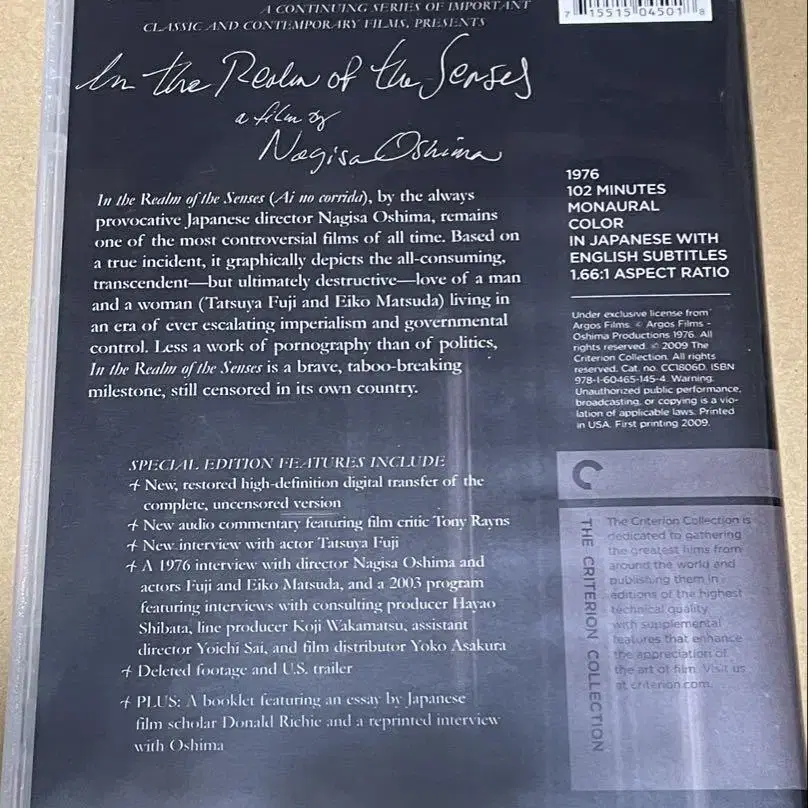 A CONTINUING SERIES OF IMPORTANT
CLASSIC AND CONTEMPORARY FILMS, PRESENTS
In the Realm of the Senses
a film by
Nagisa Oshima
In the Realm of the Senses (Ai no corrida), by the always
provocative Japanese director Nagisa Oshima, remains
one of the most controversial films of all time. Based on
a true incident, it graphically depicts the all-consuming,
transcendent—but ultimately destructive—love of a man
and a woman (Tatsuya Fuji and Eiko Matsuda) living in
an era of ever escalating imperialism and governmental
control. Less a work of pornography than of politics,
In the Realm of the Senses is a brave, taboo-breaking
milestone, still censored in its own country.
SPECIAL EDITION FEATURES INCLUDE
+ New, restored high-definition digital transfer of the
complete, uncensored version
+ New audio commentary featuring film critic Tony Rayns
+ New interview with actor Tatsuya Fuji
+ A 1976 interview with director Nagisa Oshima and
actors Fuji and Eiko Matsuda, and a 2003 program
featuring interviews with consulting producer Hayao
Shibata, line producer Koji Wakamatsu, assistant
director Yoichi Sai, and film distributor Yoko Asakura
+ Deleted footage and U.S. trailer
+ PLUS: A booklet featuring an essay by Japanese
film scholar Donald Richie and a reprinted interview
with Oshima
7 15515 04501 8
1976
102 MINUTES
MONAURAL
COLOR
IN JAPANESE WITH
ENGLISH SUBTITLES
1.66:1 ASPECT RATIO
Under exclusive license from
Argos Films. © Argos Films -
Oshima Productions 1976. All
rights reserved. © 2009 The
Criterion Collection. All rights
reserved. Cat. no. CC1806D. ISBN
978-1-60465-145-4. Warning:
Unauthorized public performance,
broadcasting, or copying is a vio-
lation of applicable laws. Printed
in USA. First printing 2009.
THE CRITERION COLLECTION
The Criterion Collection is
dedicated to gathering
the greatest films from
around the world and
publishing them in
editions of the highest
technical quality
with supplemental
features that enhance
the appreciation of
the art of film. Visit us
at criterion.com.